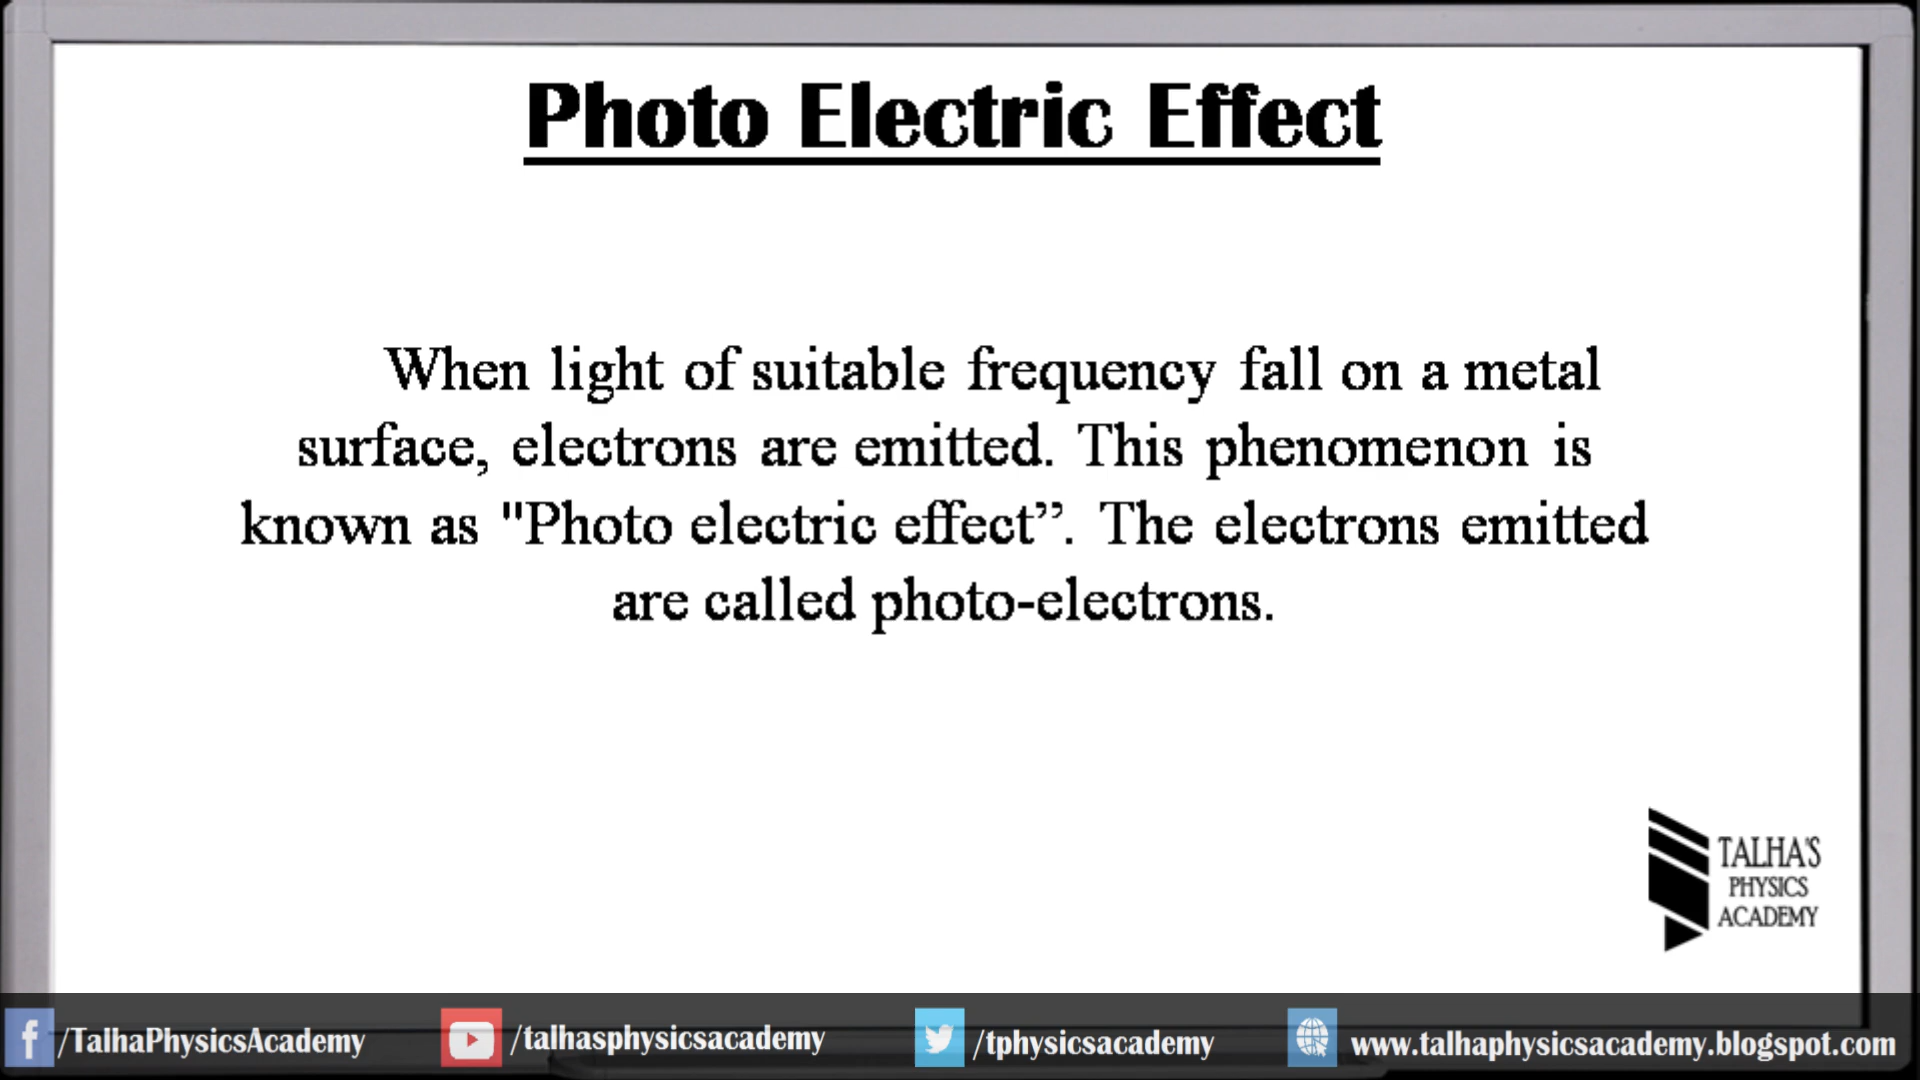 Photo Electric Effect
When light of suitable frequency fall on a metal
surface, electrons are emitted. This phenomenon is
known as "Photo electric effect”. The electrons emitted
are called photo-electrons.
TALHA'S
PHYSICS
ACADEMY
/TalhaPhysicsAcademy
/talhasphysicsacademy
/tphysicsacademy
www.talhaphysicsacademy.blogspot.com